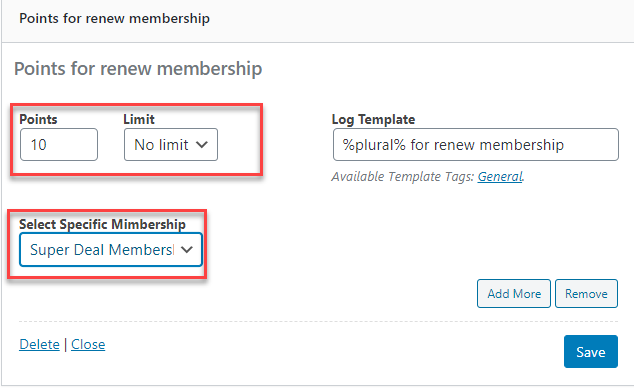 Points for renew membership
Points for renew membership
Points Limit Log Template
10 No limit %plural% for renew membership
Available Template Tags: General.
Select Specific Mimbership
Super Deal Members
Add More Remove
Delete | Close Save